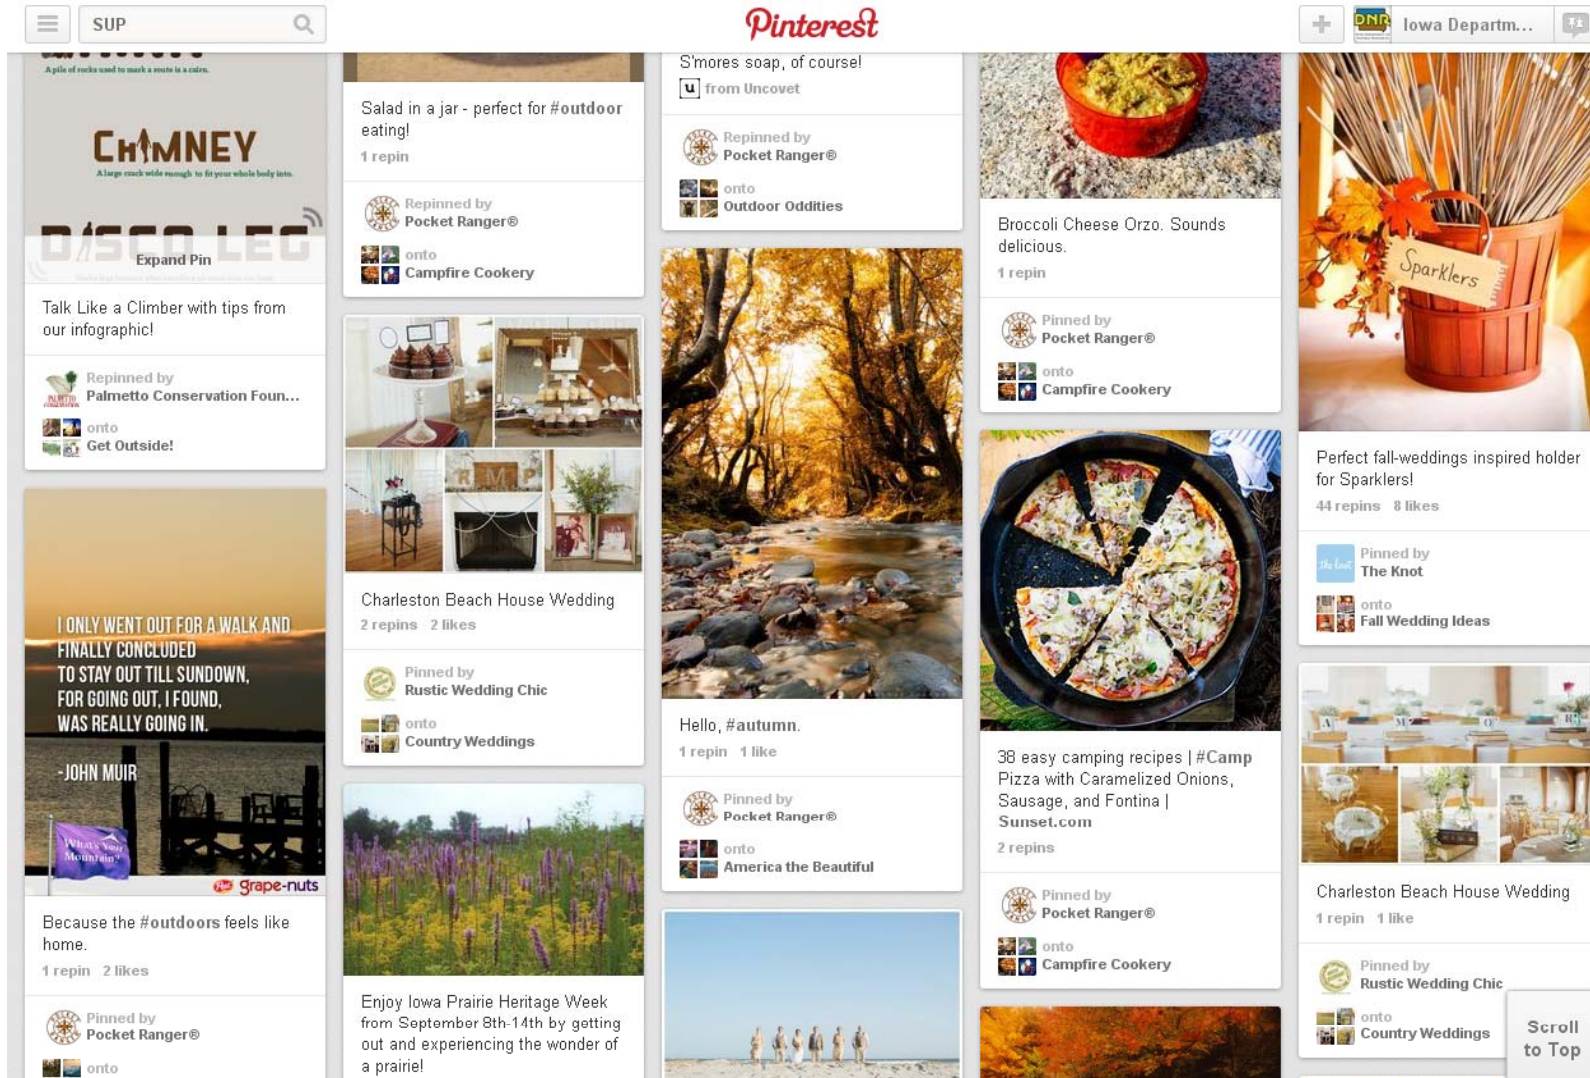 SUP
Pinterest
DNR
Iowa Departm...
A pile of rocks used to mark a route is a cairn.
CHIMNEY
A large crack wide enough to fit your whole body into.
DISCO LEG
Expand Pin
Talk Like a Climber with tips from
our infographic!
Repinned by
Palmetto Conservation Foun...
onto
Get Outside!
I ONLY WENT OUT FOR A WALK AND
FINALLY CONCLUDED
TO STAY OUT TILL SUNDOWN,
FOR GOING OUT, I FOUND,
WAS REALLY GOING IN.
-JOHN MUIR
What's Your
Mountain?
Post grape-nuts
Because the #outdoors feels like
home.
1 repin 2 likes
Pinned by
Pocket Ranger®
onto
Salad in a jar - perfect for #outdoor
eating!
1 repin
Repinned by
Pocket Ranger®
onto
Campfire Cookery
R M P
Charleston Beach House Wedding
2 repins 2 likes
Pinned by
Rustic Wedding Chic
onto
Country Weddings
Enjoy Iowa Prairie Heritage Week
from September 8th-14th by getting
out and experiencing the wonder of
a prairie!
S'mores soap, of course!
u from Uncovet
Repinned by
Pocket Ranger®
onto
Outdoor Oddities
Hello, #autumn.
1 repin 1 like
Pinned by
Pocket Ranger®
onto
America the Beautiful
Broccoli Cheese Orzo. Sounds
delicious.
1 repin
Pinned by
Pocket Ranger®
onto
Campfire Cookery
38 easy camping recipes | #Camp
Pizza with Caramelized Onions,
Sausage, and Fontina |
Sunset.com
2 repins
Pinned by
Pocket Ranger®
onto
Campfire Cookery
Sparklers
Perfect fall-weddings inspired holder
for Sparklers!
44 repins 8 likes
the knot
Pinned by
The Knot
onto
Fall Wedding Ideas
A M O R
Charleston Beach House Wedding
1 repin 1 like
Pinned by
Rustic Wedding Chic
onto
Country Weddings
Scroll
to Top